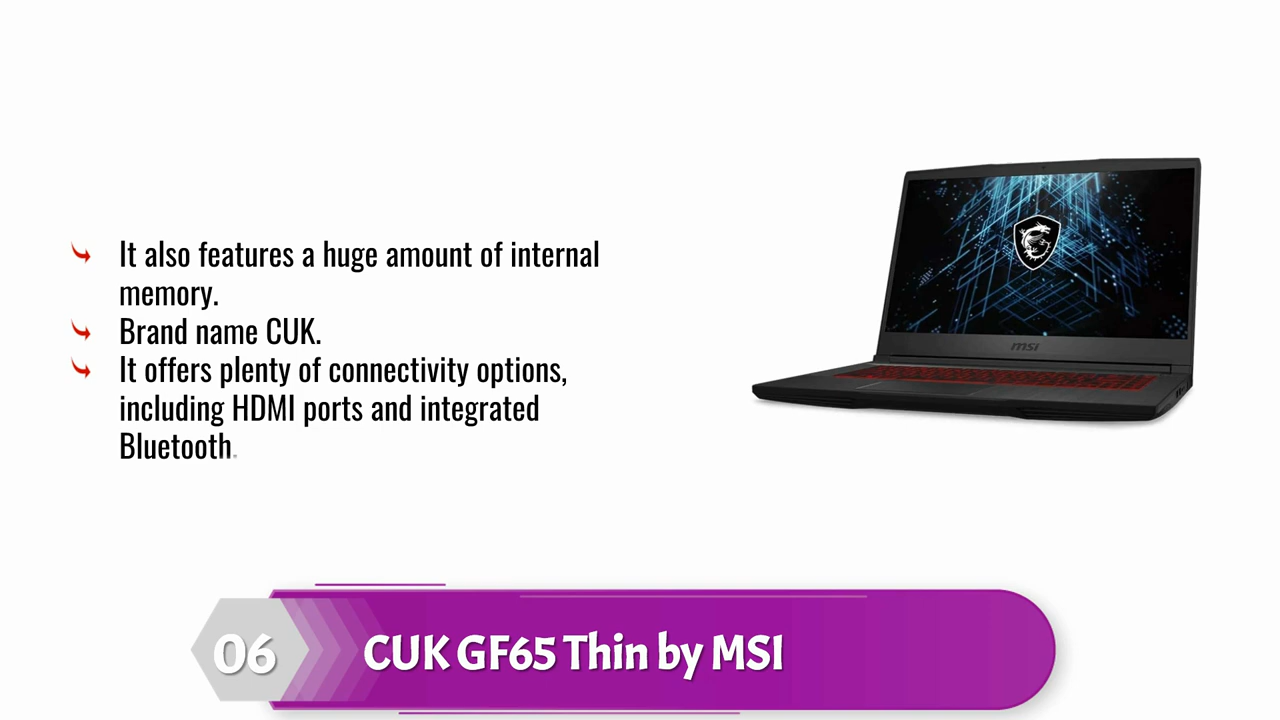 It also features a huge amount of internal
memory.
Brand name CUK.
It offers plenty of connectivity options,
including HDMI ports and integrated
Bluetooth.
msi
06
CUK GF65 Thin by MSI